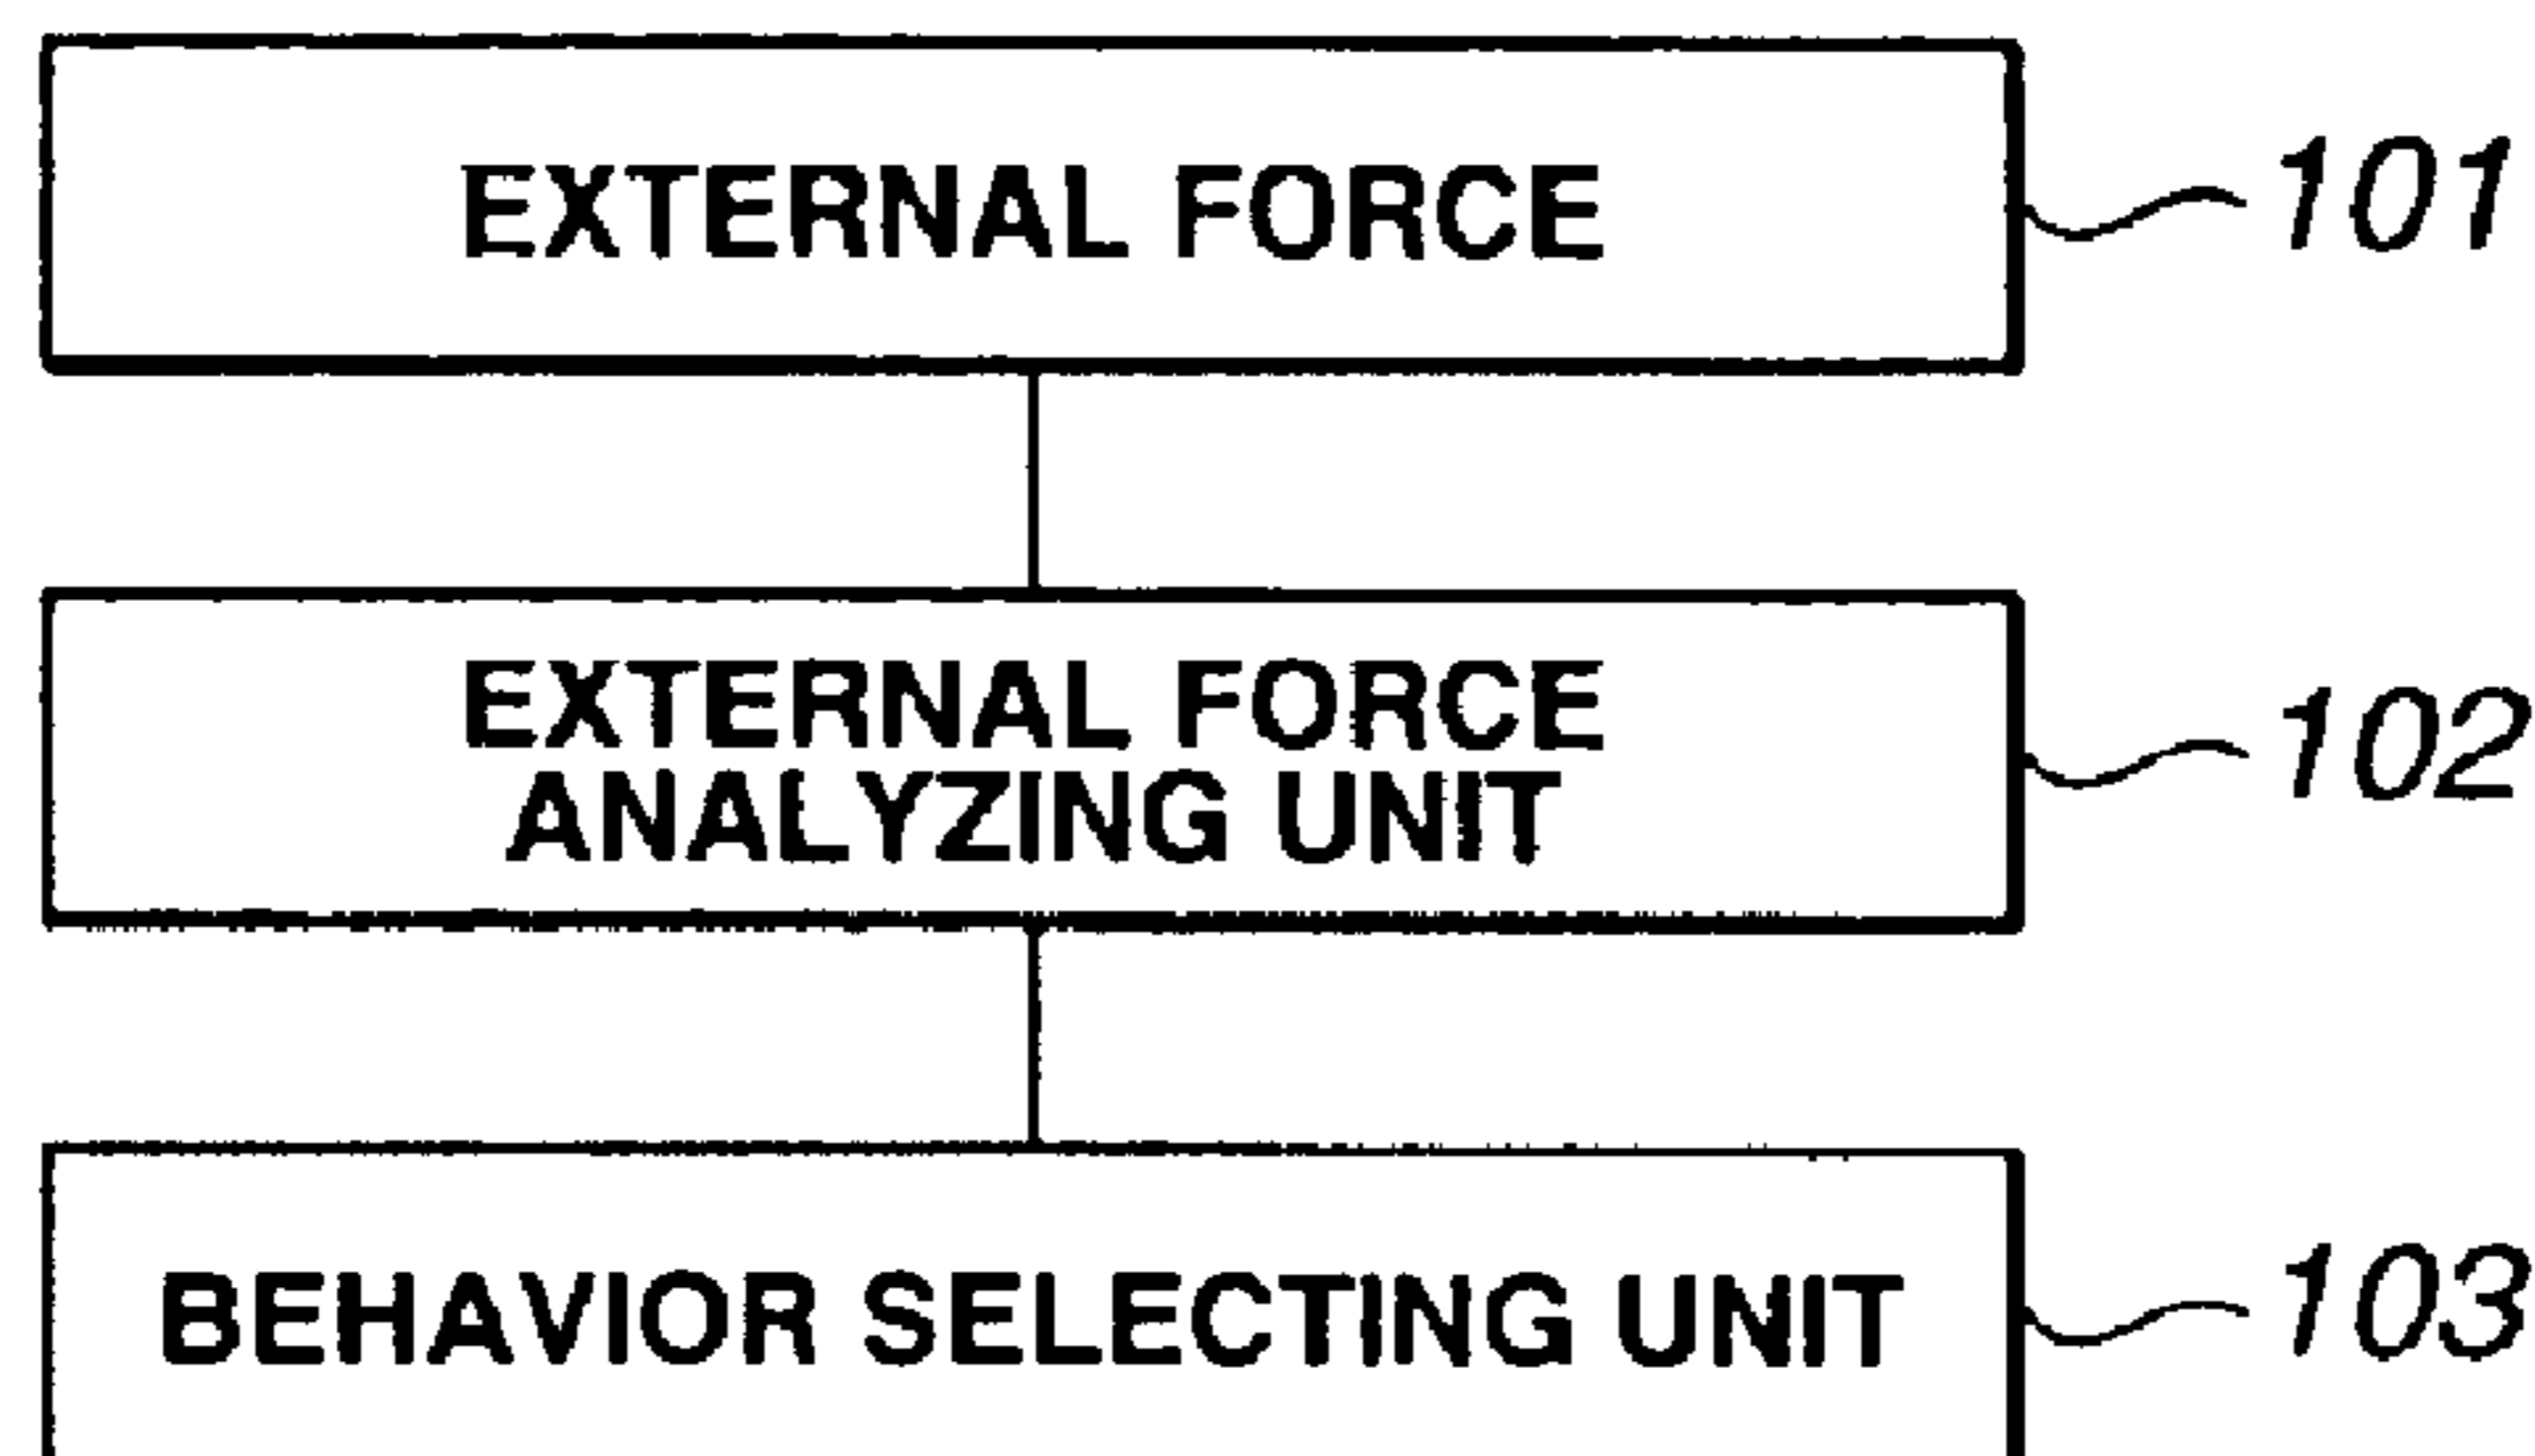 EXTERNAL FORCE
101
EXTERNAL FORCE
ANALYZING UNIT
102
BEHAVIOR SELECTING UNIT
103